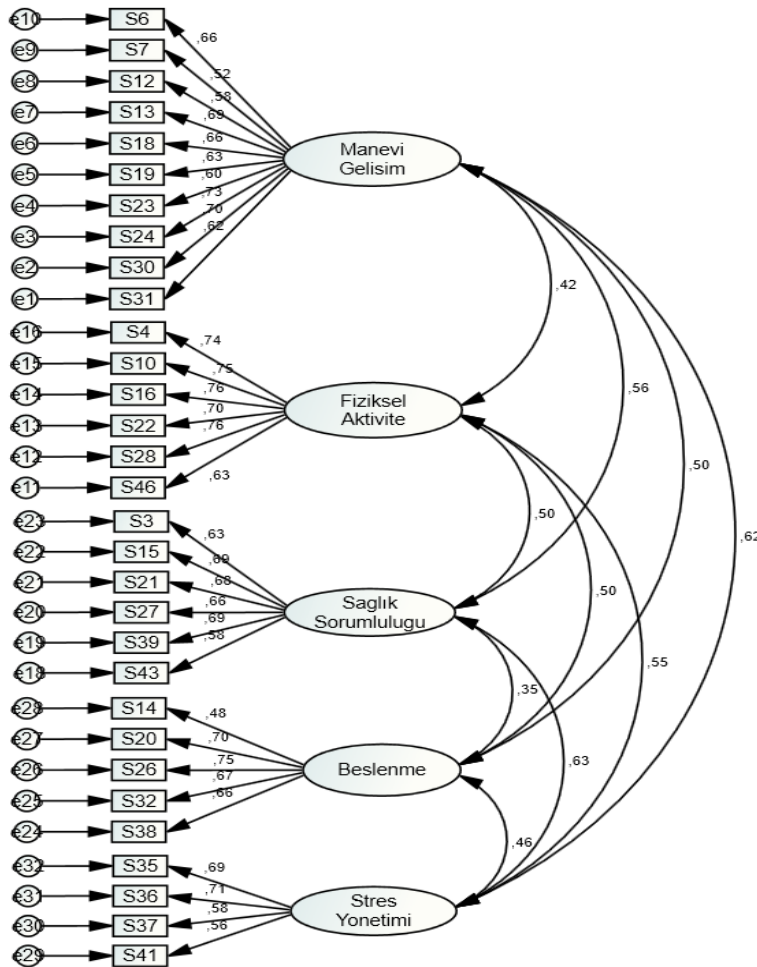 e10 S6
,66
e9 S7
,52
e8 S12
,58
e7 S13
,69
e6 S18
,66
e5 S19
,63
e4 S23
,60
e3 S24
,73
e2 S30
,70
e1 S31
,62
Manevi
Gelisim
e16 S4
,74
e15 S10
,75
e14 S16
,76
e13 S22
,70
e12 S28
,76
e11 S46
,63
Fiziksel
Aktivite
e23 S3
,63
e22 S15
,69
e21 S21
,68
e20 S27
,66
e19 S39
,69
e18 S43
,58
Saglık
Sorumlulugu
e28 S14
,48
e27 S20
,70
e26 S26
,75
e25 S32
,67
e24 S38
,66
Beslenme
e32 S35
,69
e31 S36
,71
e30 S37
,58
e29 S41
,56
Stres
Yonetimi
,42
,56
,50
,62
,50
,50
,55
,35
,63
,46